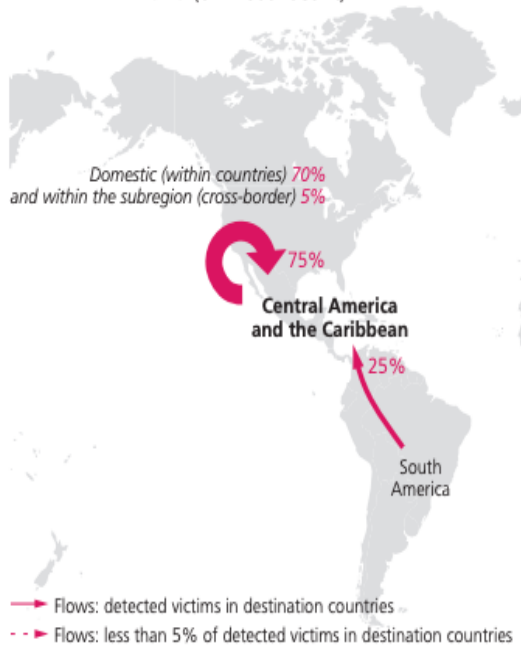 Domestic (within countries) 70%
and within the subregion (cross-border) 5%
75%
Central America
and the Caribbean
25%
South
America
Flows: detected victims in destination countries
Flows: less than 5% of detected victims in destination countries